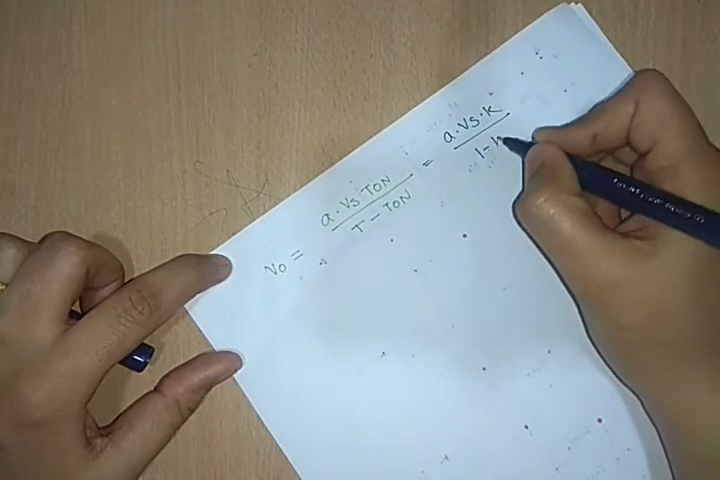 Vo = a.Vs TON / T - TON = a.Vs.K / 1-K